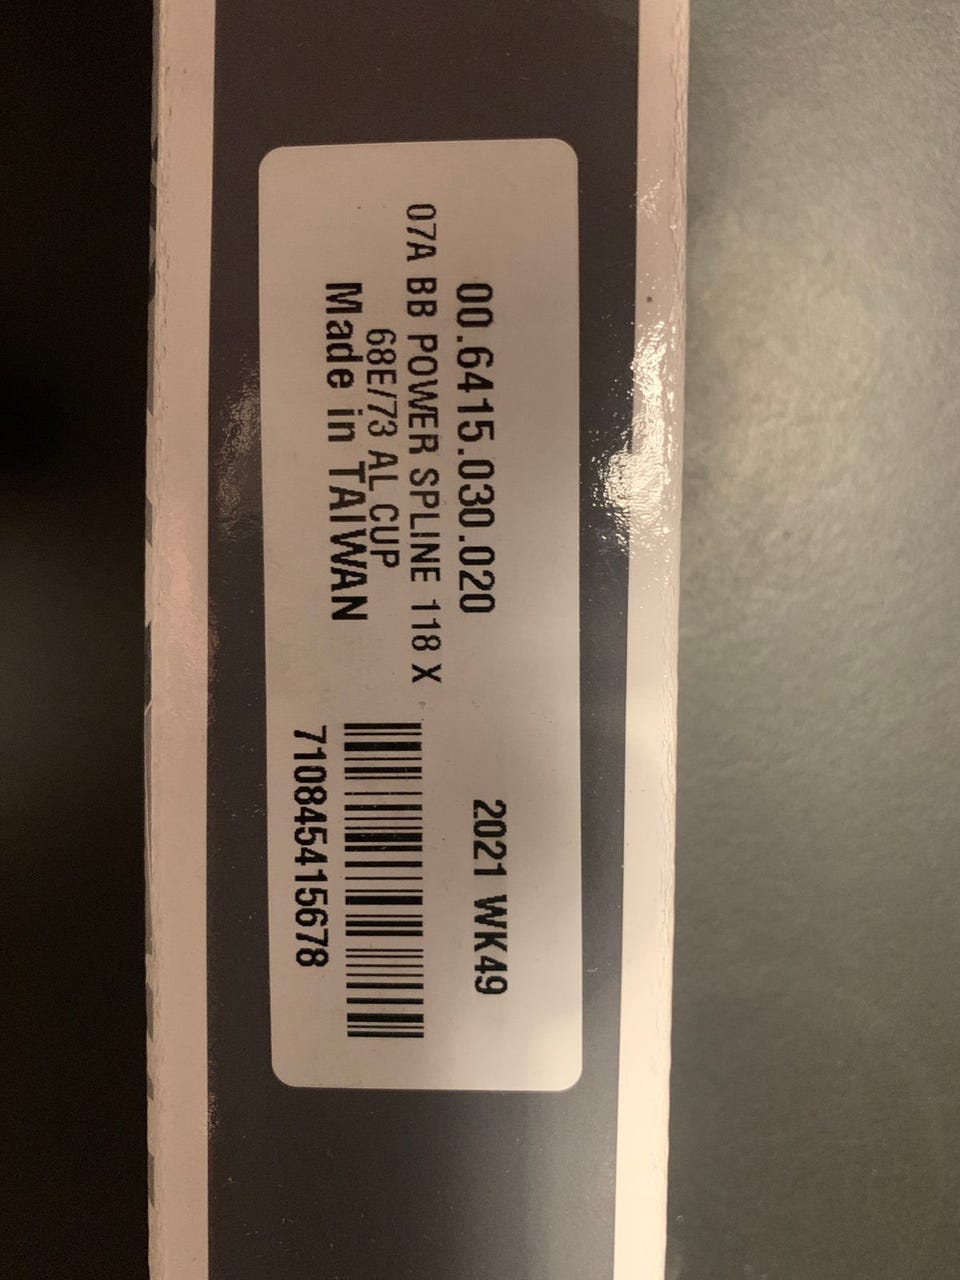 00.6415.030.020
07A BB POWER SPLINE 118 X
68E/73 AL CUP
Made in TAIWAN
2021 WK49
710845415678